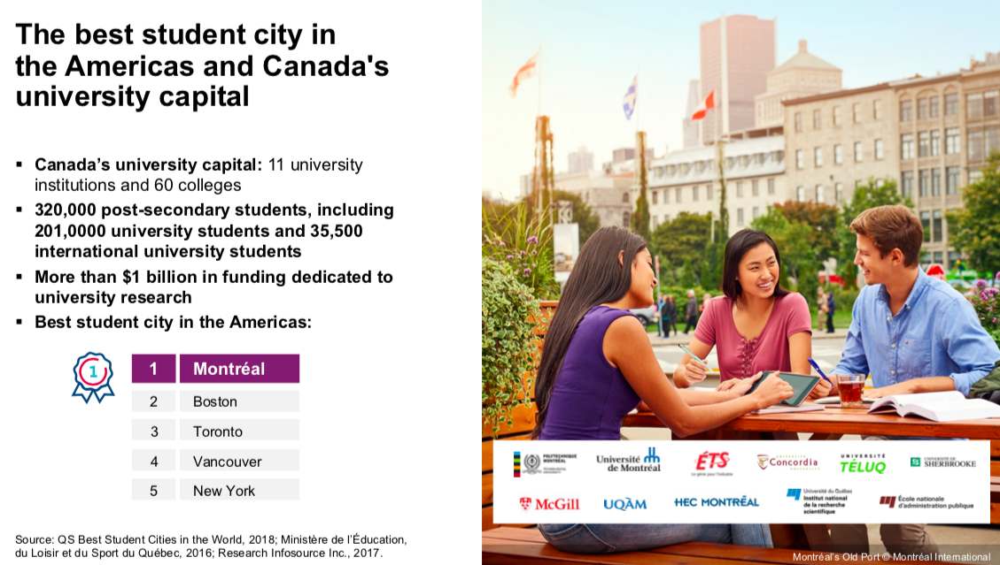 The best student city in
the Americas and Canada's
university capital
▪ Canada’s university capital: 11 university
institutions and 60 colleges
▪ 320,000 post-secondary students, including
201,0000 university students and 35,500
international university students
▪ More than $1 billion in funding dedicated to
university research
▪ Best student city in the Americas:
1
1 Montréal
2 Boston
3 Toronto
4 Vancouver
5 New York
Source: QS Best Student Cities in the World, 2018; Ministère de l’Éducation,
du Loisir et du Sport du Québec, 2016; Research Infosource Inc., 2017.
POLYTECHNIQUE
MONTRÉAL
TECHNOLOGICAL
UNIVERSITY
Université
de Montréal
ÉTS
Le génie pour l'industrie
UNIVERSITÉ
Concordia
UNIVERSITY
UNIVERSITÉ
TÉLUQ
UNIVERSITÉ DE
SHERBROOKE
McGill
UQÀM
HEC MONTRÉAL
Université du Québec
Institut national
de la recherche
scientifique
École nationale
d'administration publique
Montréal's Old Port © Montréal International